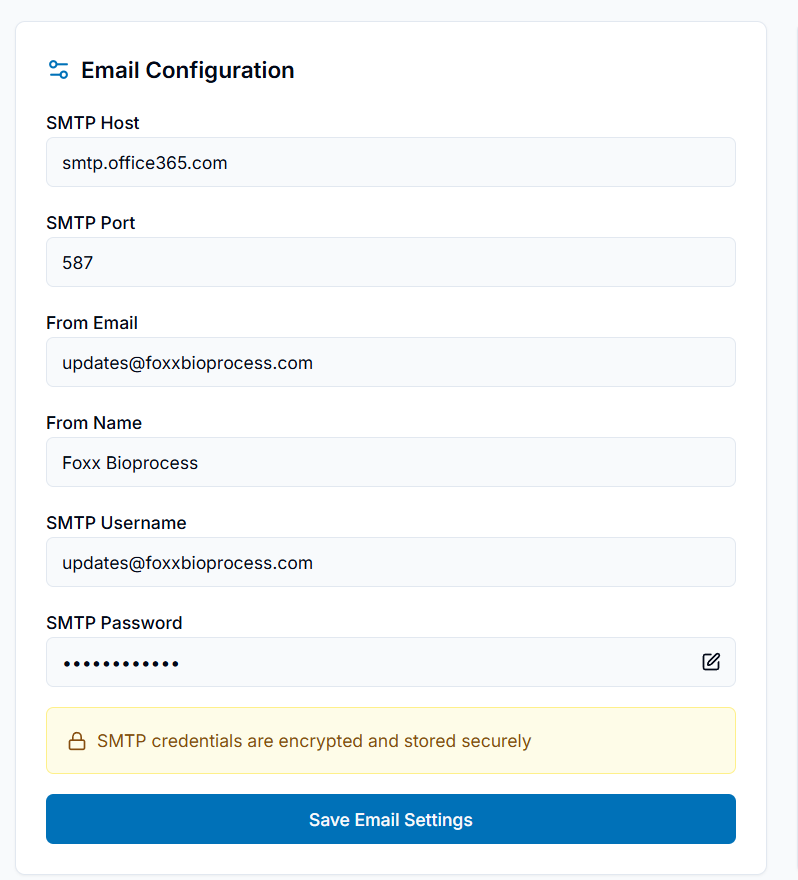 Email Configuration
SMTP Host
smtp.office365.com
SMTP Port
587
From Email
updates@foxxbioprocess.com
From Name
Foxx Bioprocess
SMTP Username
updates@foxxbioprocess.com
SMTP Password
••••••••••••
SMTP credentials are encrypted and stored securely
Save Email Settings